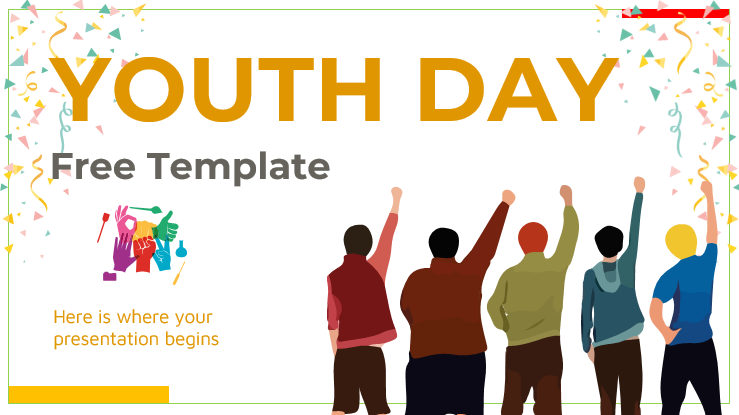 YOUTH DAY
Free Template
Here is where your
presentation begins